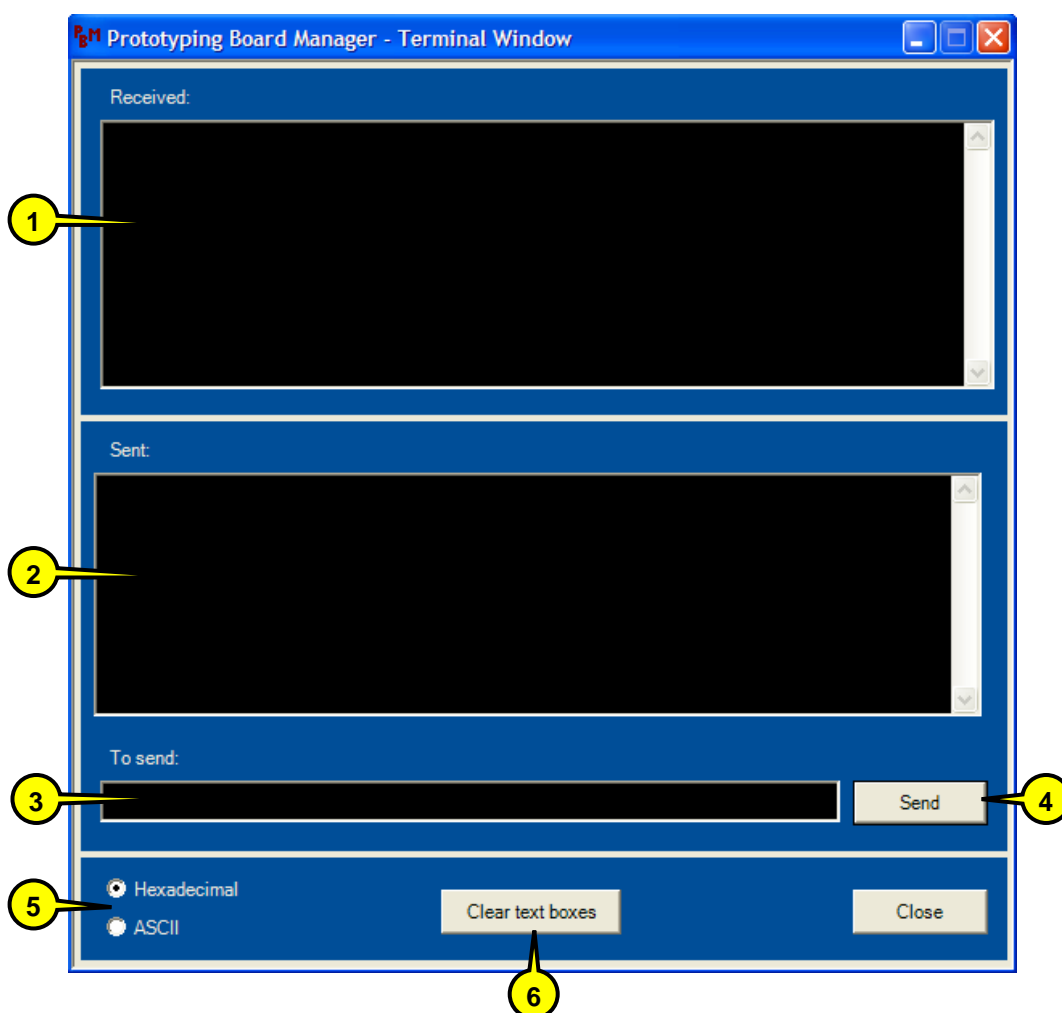 PBM Prototyping Board Manager - Terminal Window
Received:
1
Sent:
2
To send:
3
Send
4
Hexadecimal
5
ASCII
Clear text boxes
Close
6